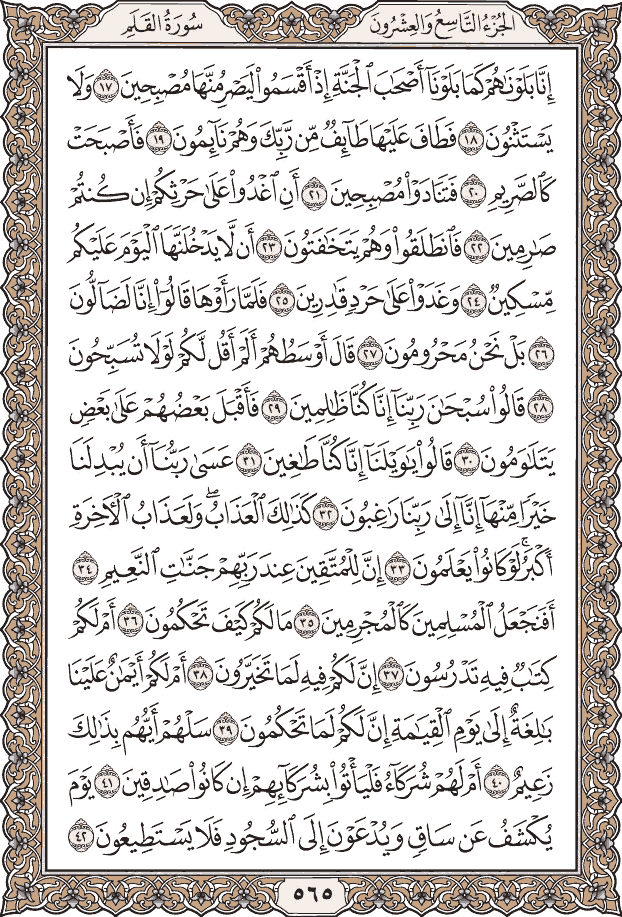 الجُزْءُ التَّاسِعُ وَالعِشْرُونَ
سُورَةُ القَلَمِ
إِنَّا بَلَوْنَٰهُمْ كَمَا بَلَوْنَآ أَصْحَٰبَ ٱلْجَنَّةِ إِذْ أَقْسَمُوا۟ لَيَصْرِمُنَّهَا مُصْبِحِينَ ١٧ وَلَا
يَسْتَثْنُونَ ١٨ فَطَافَ عَلَيْهَا طَآئِفٌ مِّن رَّبِّكَ وَهُمْ نَآئِمُونَ ١٩ فَأَصْبَحَتْ
كَٱلصَّرِيمِ ٢٠ فَتَنَادَوْا۟ مُصْبِحِينَ ٢١ أَنِ ٱغْدُوا۟ عَلَىٰ حَرْثِكُمْ إِن كُنتُمْ
صَٰرِمِينَ ٢٢ فَٱنطَلَقُوا۟ وَهُمْ يَتَخَٰفَتُونَ ٢٣ أَن لَّا يَدْخُلَنَّهَا ٱلْيَوْمَ عَلَيْكُم
مِّسْكِينٌ ٢٤ وَغَدَوْا۟ عَلَىٰ حَرْدٍ قَٰدِرِينَ ٢٥ فَلَمَّا رَأَوْهَا قَالُوٓا۟ إِنَّا لَضَآلُّونَ
٢٦ بَلْ نَحْنُ مَحْرُومُونَ ٢٧ قَالَ أَوْسَطُهُمْ أَلَمْ أَقُل لَّكُمْ لَوْلَا تُسَبِّحُونَ
٢٨ قَالُوا۟ سُبْحَٰنَ رَبِّنَآ إِنَّا كُنَّا ظَٰلِمِينَ ٢٩ فَأَقْبَلَ بَعْضُهُمْ عَلَىٰ بَعْضٍ
يَتَلَٰوَمُونَ ٣٠ قَالُوا۟ يَٰوَيْلَنَآ إِنَّا كُنَّا طَٰغِينَ ٣١ عَسَىٰ رَبُّنَآ أَن يُبْدِلَنَا
خَيْرًا مِّنْهَآ إِنَّآ إِلَىٰ رَبِّنَا رَٰغِبُونَ ٣٢ كَذَٰلِكَ ٱلْعَذَابُ ۖ وَلَعَذَابُ ٱلْءَاخِرَةِ
أَكْبَرُ ۚ لَوْ كَانُوا۟ يَعْلَمُونَ ٣٣ إِنَّ لِلْمُتَّقِينَ عِندَ رَبِّهِمْ جَنَّٰتِ ٱلنَّعِيمِ ٣٤
أَفَنَجْعَلُ ٱلْمُسْلِمِينَ كَٱلْمُجْرِمِينَ ٣٥ مَا لَكُمْ كَيْفَ تَحْكُمُونَ ٣٦ أَمْ لَكُمْ
كِتَٰبٌ فِيهِ تَدْرُسُونَ ٣٧ إِنَّ لَكُمْ فِيهِ لَمَا تَخَيَّرُونَ ٣٨ أَمْ لَكُمْ أَيْمَٰنٌ عَلَيْنَا
بَٰلِغَةٌ إِلَىٰ يَوْمِ ٱلْقِيَٰمَةِ إِنَّ لَكُمْ لَمَا تَحْكُمُونَ ٣٩ سَلْهُمْ أَيُّهُم بِذَٰلِكَ
زَعِيمٌ ٤٠ أَمْ لَهُمْ شُرَكَآءُ فَلْيَأْتُوا۟ بِشُرَكَآئِهِمْ إِن كَانُوا۟ صَٰدِقِينَ ٤١ يَوْمَ
يُكْشَفُ عَن سَاقٍ وَيُدْعَوْنَ إِلَى ٱلسُّجُودِ فَلَا يَسْتَطِيعُونَ ٤٢
٥٦٥